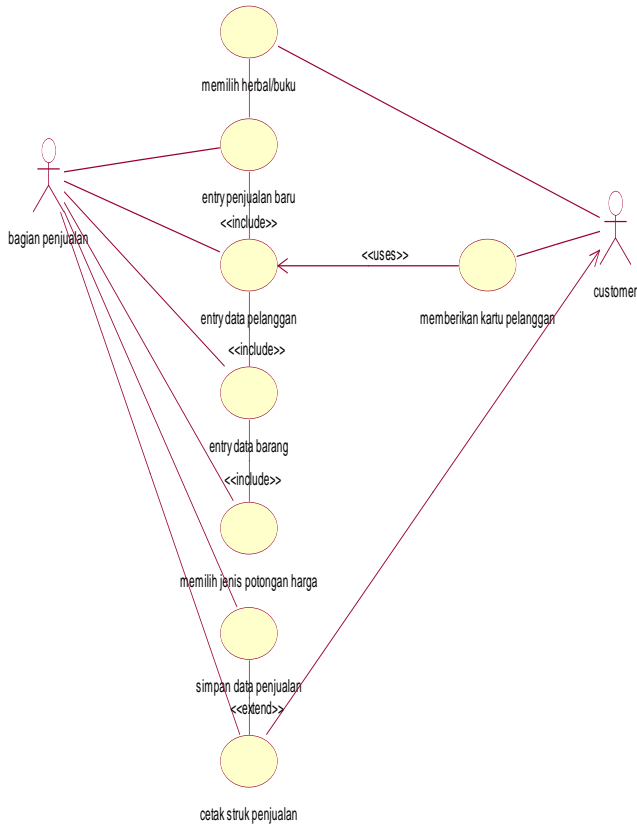 memilih herbal/buku
entry penjualan baru
<<include>>
bagian penjualan
<<uses>>
customer
entry data pelanggan
memberikan kartu pelanggan
<<include>>
entry data barang
<<include>>
memilih jenis potongan harga
simpan data penjualan
<<extend>>
cetak struk penjualan